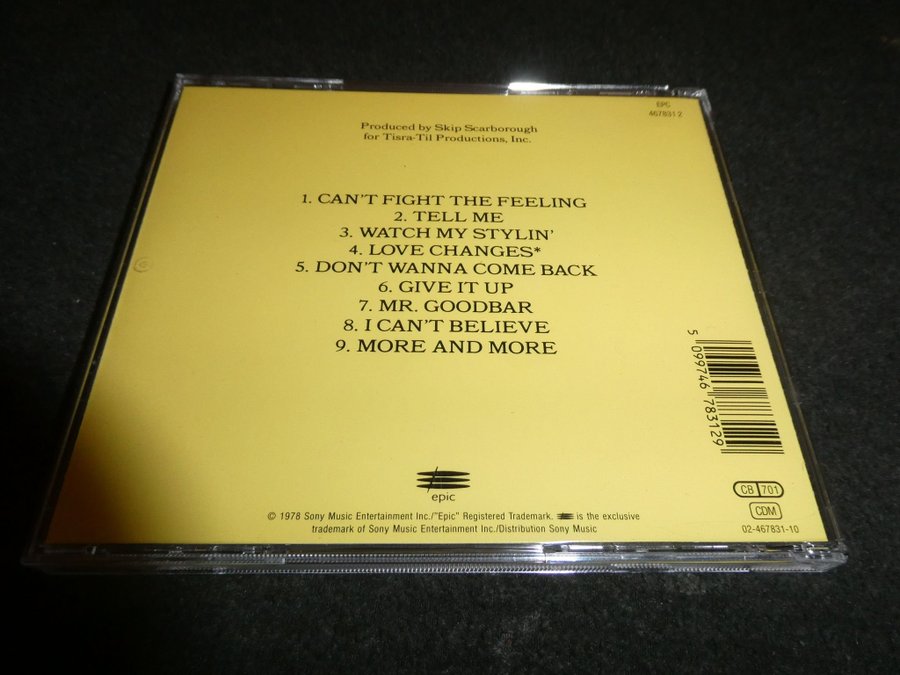 EPC
467831 2
Produced by Skip Scarborough
for Tisra-Til Productions, Inc.
1. CAN'T FIGHT THE FEELING
2. TELL ME
3. WATCH MY STYLIN'
4. LOVE CHANGES*
5. DON'T WANNA COME BACK
6. GIVE IT UP
7. MR. GOODBAR
8. I CAN'T BELIEVE
9. MORE AND MORE
5 099746 783129
epic
CB 701
CDM
© 1978 Sony Music Entertainment Inc./"Epic" Registered Trademark. is the exclusive
trademark of Sony Music Entertainment Inc./Distribution Sony Music
02-467831-10